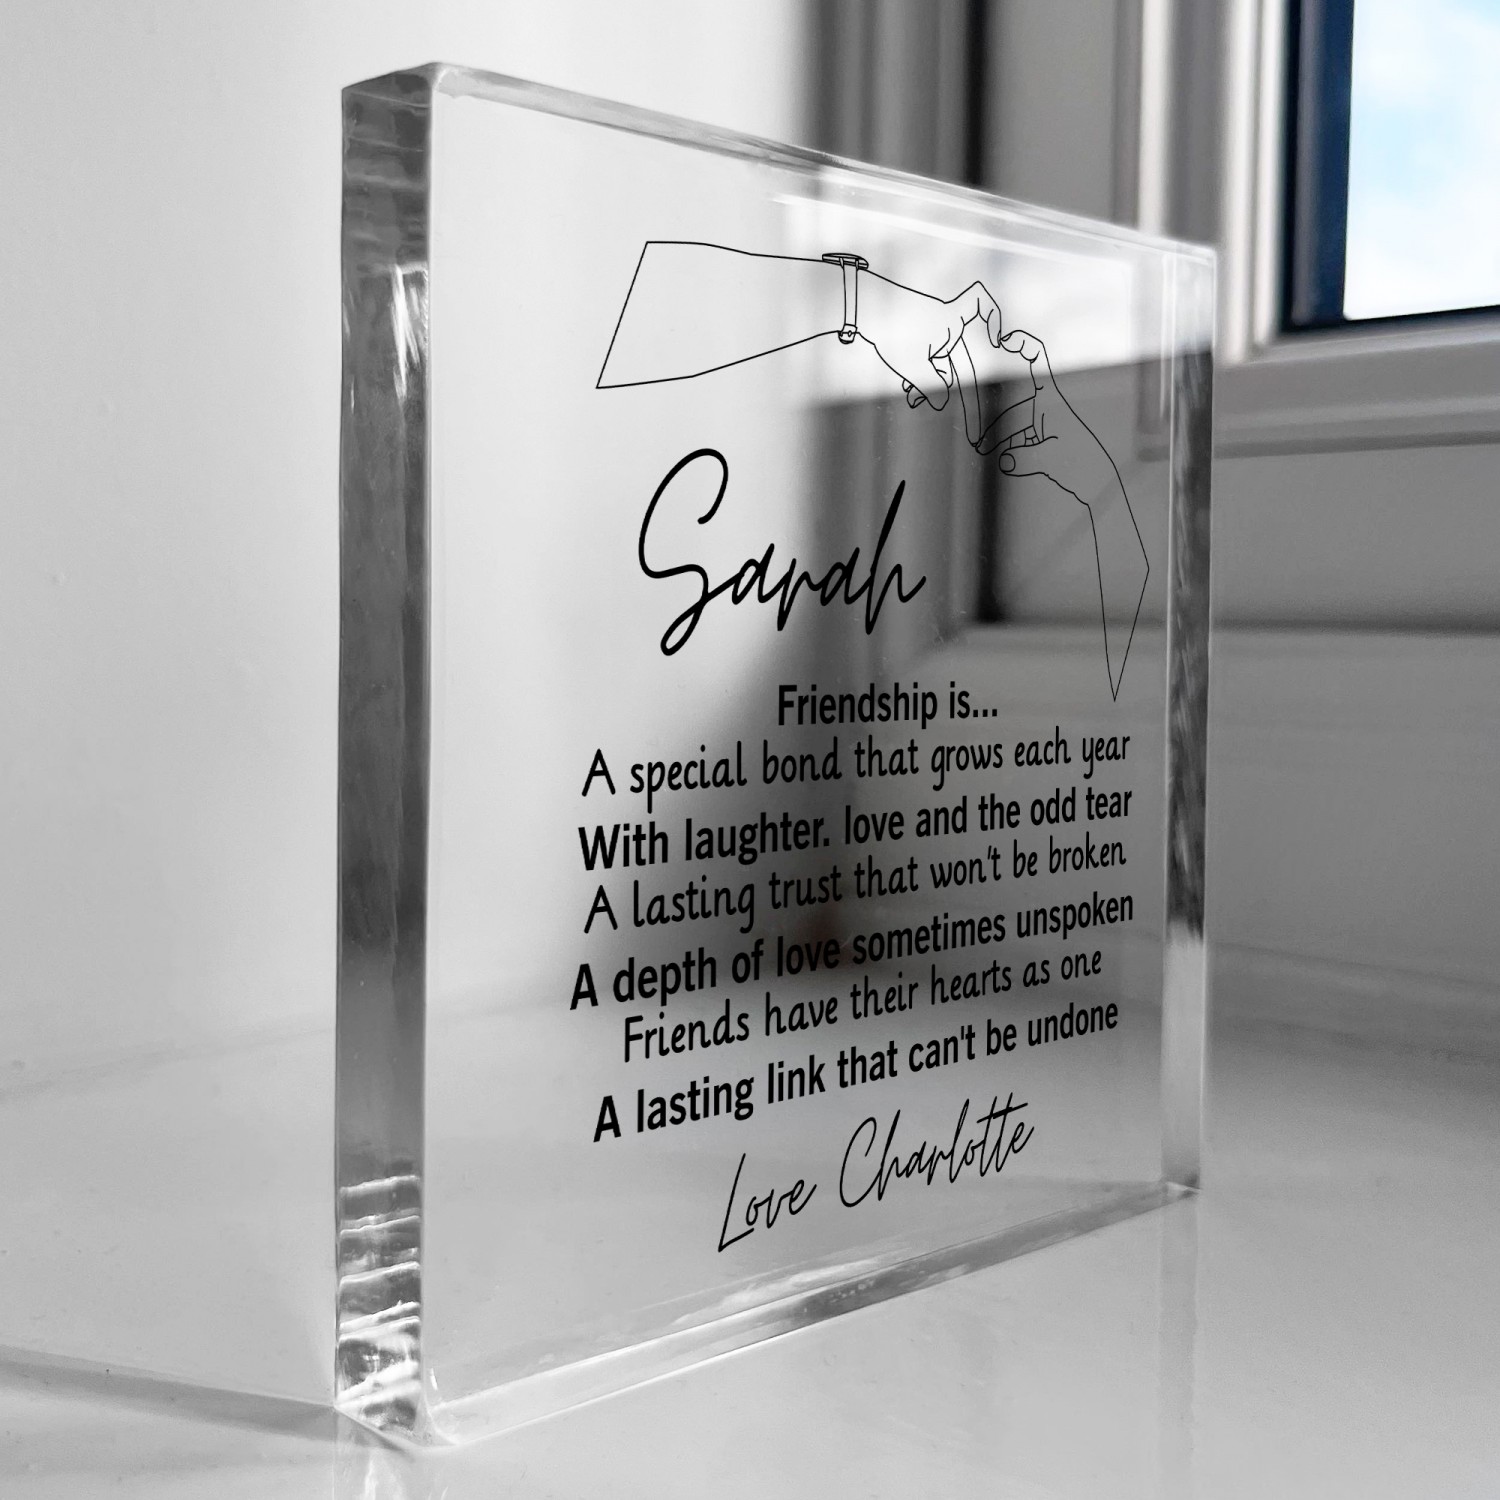 Sarah
Friendship is...
A special bond that grows each year
With laughter. love and the odd tear
A lasting trust that won't be broken
A depth of love sometimes unspoken
Friends have their hearts as one
A lasting link that can't be undone
Love Charlotte